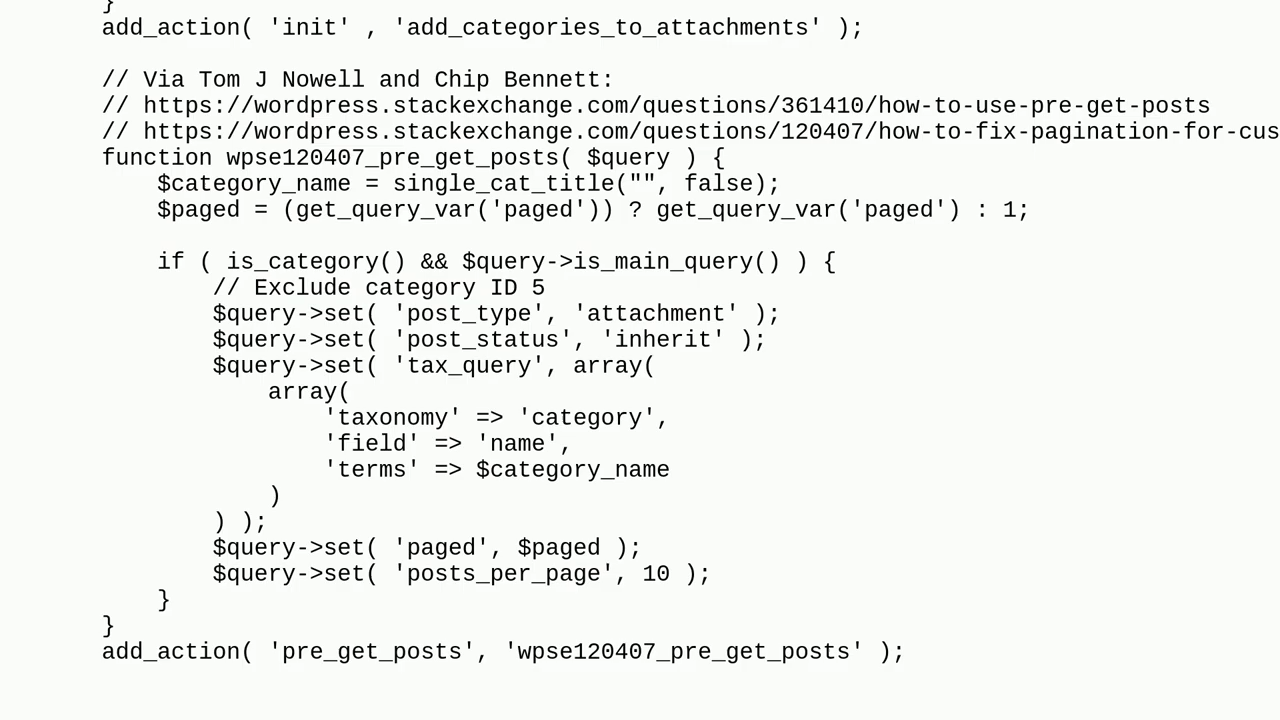 }
add_action( 'init' , 'add_categories_to_attachments' );
// Via Tom J Nowell and Chip Bennett:
// https://wordpress.stackexchange.com/questions/361410/how-to-use-pre-get-posts
// https://wordpress.stackexchange.com/questions/120407/how-to-fix-pagination-for-cus
function wpse120407_pre_get_posts( $query ) {
    $category_name = single_cat_title("", false);
    $paged = (get_query_var('paged')) ? get_query_var('paged') : 1;
    if ( is_category() && $query->is_main_query() ) {
        // Exclude category ID 5
        $query->set( 'post_type', 'attachment' );
        $query->set( 'post_status', 'inherit' );
        $query->set( 'tax_query', array(
            array(
                'taxonomy' => 'category',
                'field' => 'name',
                'terms' => $category_name
            )
        ) );
        $query->set( 'paged', $paged );
        $query->set( 'posts_per_page', 10 );
    }
}
add_action( 'pre_get_posts', 'wpse120407_pre_get_posts' );